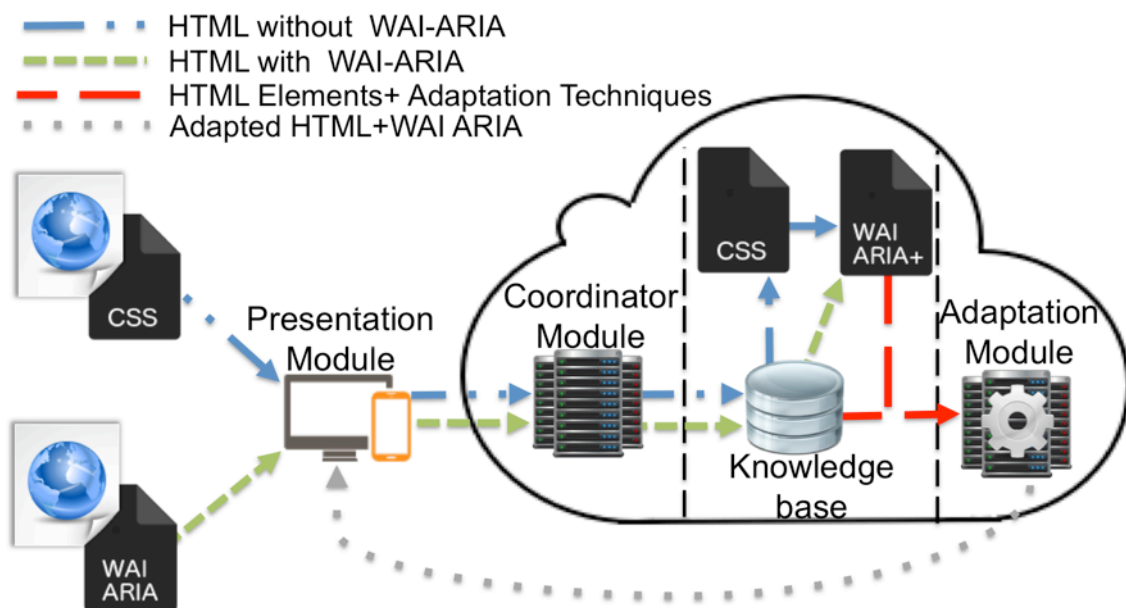 HTML without  WAI-ARIA
HTML with  WAI-ARIA
HTML Elements+ Adaptation Techniques
Adapted HTML+WAI ARIA
CSS
Presentation
Module
WAI
ARIA
Coordinator
Module
CSS
WAI
ARIA+
Knowledge
base
Adaptation
Module